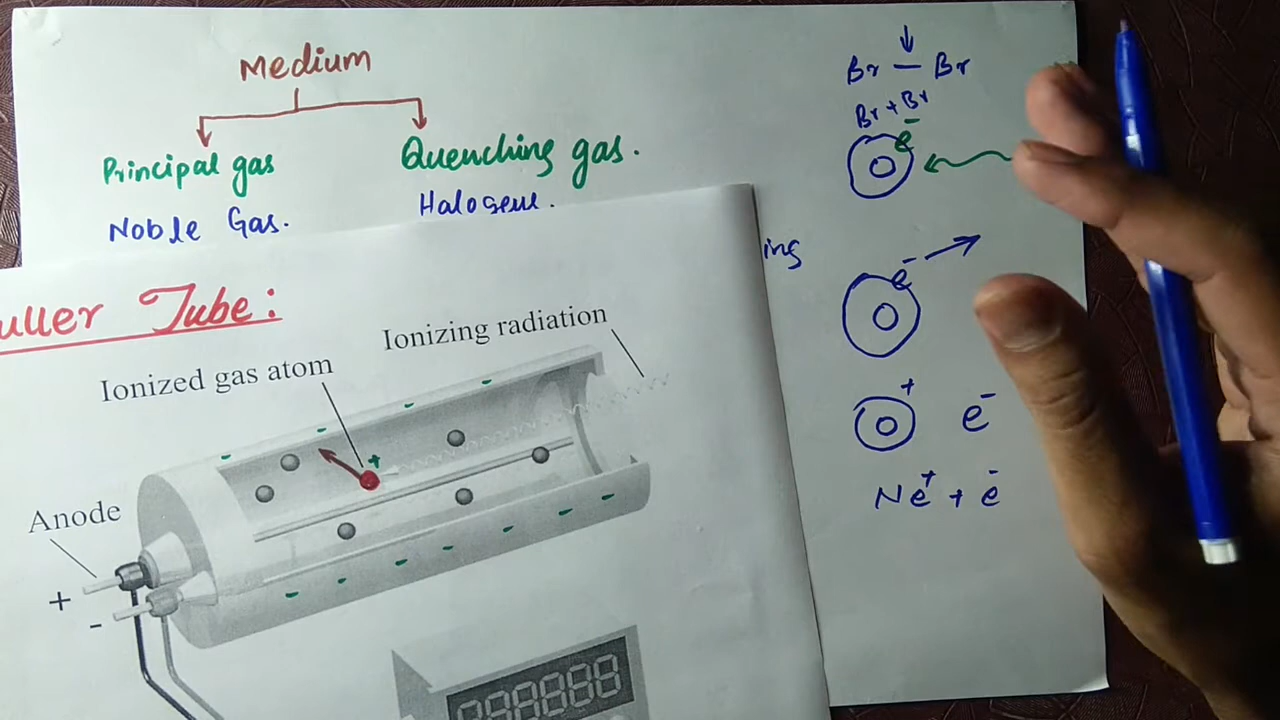 Medium
Principal gas
Quenching gas.
Noble Gas.
Halogens.
Br — Br
Br + Br
e-
ing
e-
+
e-
Ne+ + e-
uller Tube:
Ionizing radiation
Ionized gas atom
+
Anode
+
-